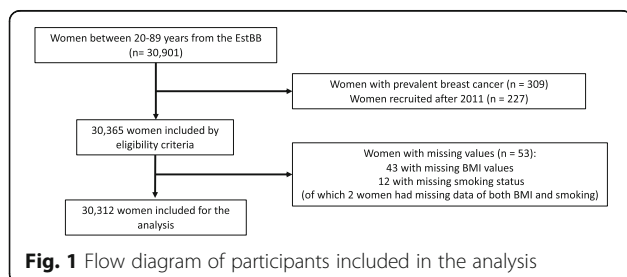 Women between 20-89 years from the EstBB
(n= 30,901)
Women with prevalent breast cancer (n = 309)
Women recruited after 2011 (n = 227)
30,365 women included by
eligibility criteria
Women with missing values (n = 53):
43 with missing BMI values
12 with missing smoking status
(of which 2 women had missing data of both BMI and smoking)
30,312 women included for the
analysis
Fig. 1 Flow diagram of participants included in the analysis